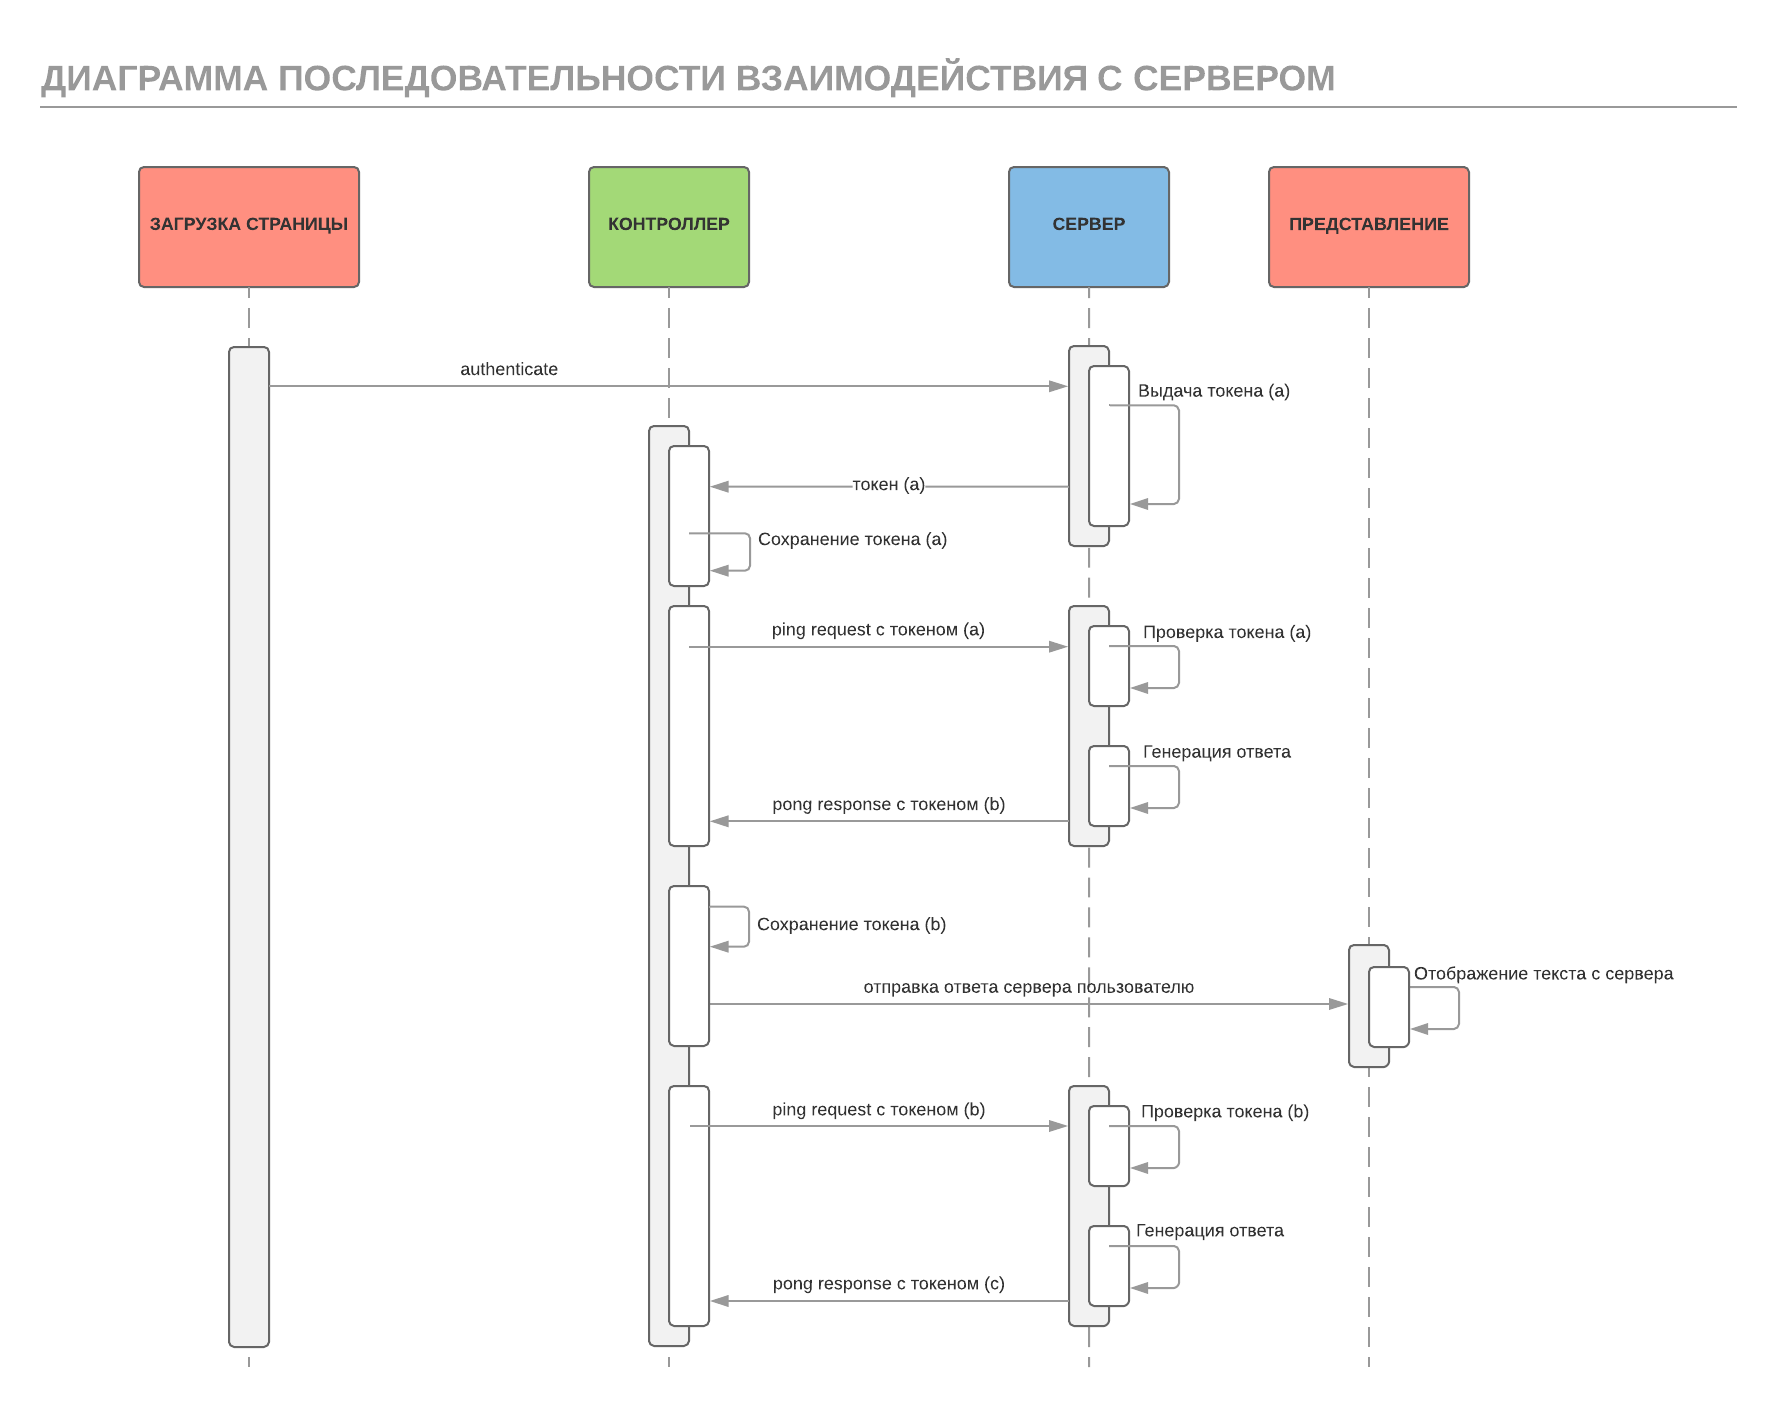 ДИАГРАММА ПОСЛЕДОВАТЕЛЬНОСТИ ВЗАИМОДЕЙСТВИЯ С СЕРВЕРОМ
ЗАГРУЗКА СТРАНИЦЫ
КОНТРОЛЛЕР
СЕРВЕР
ПРЕДСТАВЛЕНИЕ
authenticate
Выдача токена (a)
токен (a)
Сохранение токена (a)
ping request с токеном (a)
Проверка токена (a)
Генерация ответа
pong response с токеном (b)
Сохранение токена (b)
Отображение текста с сервера
отправка ответа сервера пользователю
ping request с токеном (b)
Проверка токена (b)
Генерация ответа
pong response с токеном (c)